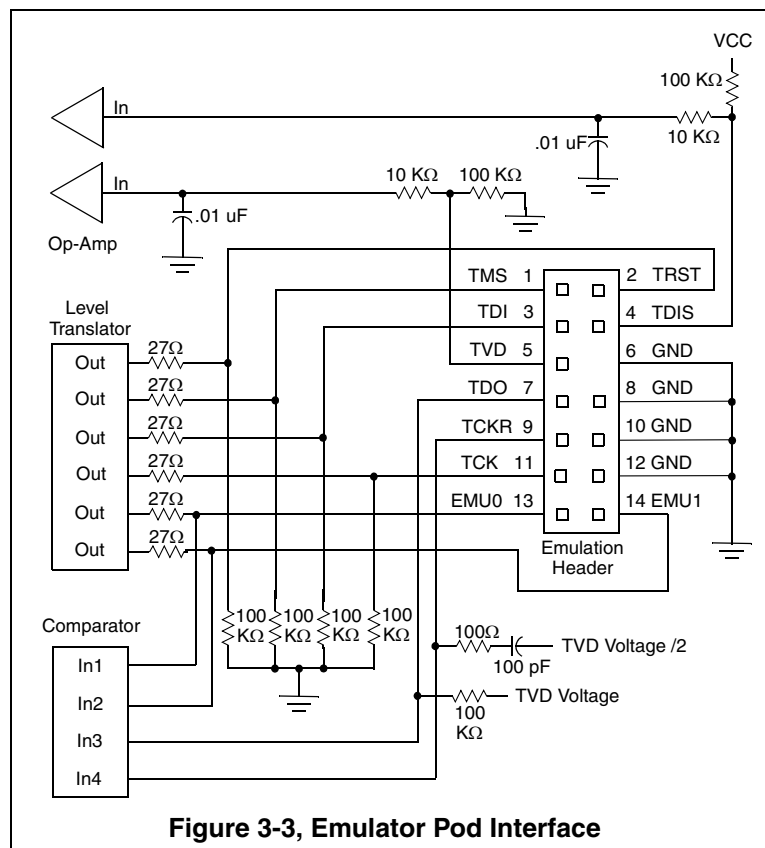 VCC
100 KΩ
In
10 KΩ
.01 uF
In
10 KΩ 100 KΩ
.01 uF
Op-Amp
TMS 1
2 TRST
Level
Translator
TDI 3
4 TDIS
27Ω
Out
TVD 5
6 GND
27Ω
Out
TDO 7
8 GND
27Ω
Out
TCKR 9
10 GND
27Ω
Out
TCK 11
12 GND
27Ω
Out
EMU0 13
14 EMU1
27Ω
Out
Emulation
Header
Comparator
100
KΩ
100
KΩ
100
KΩ
100
KΩ
100Ω
100 pF
TVD Voltage /2
In1
In2
TVD Voltage
100
KΩ
In3
In4
Figure 3-3, Emulator Pod Interface